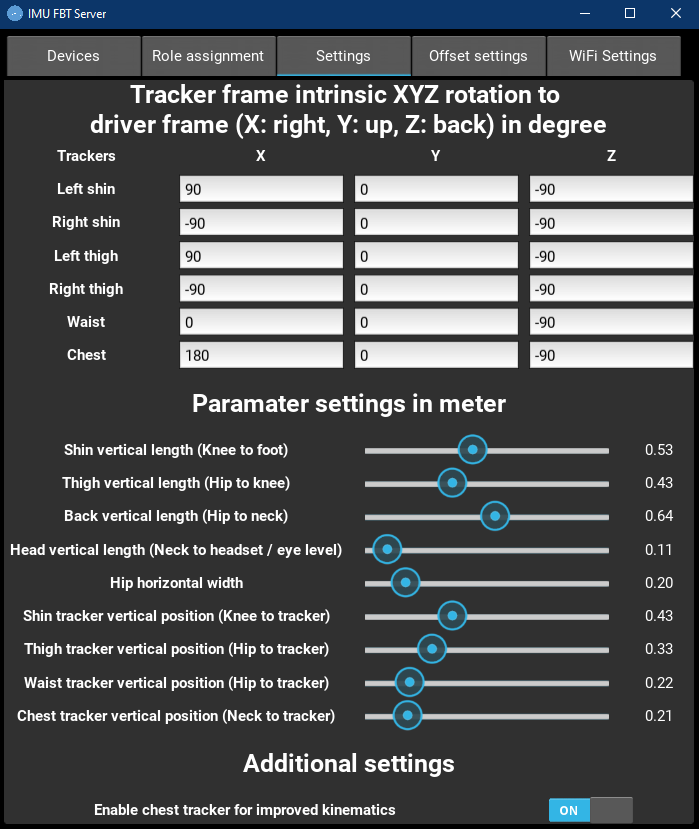 IMU FBT Server
Devices Role assignment Settings Offset settings WiFi Settings
Tracker frame intrinsic XYZ rotation to
driver frame (X: right, Y: up, Z: back) in degree
Trackers X Y Z
Left shin 90 0 -90
Right shin -90 0 -90
Left thigh 90 0 -90
Right thigh -90 0 -90
Waist 0 0 -90
Chest 180 0 -90
Paramater settings in meter
Shin vertical length (Knee to foot) 0.53
Thigh vertical length (Hip to knee) 0.43
Back vertical length (Hip to neck) 0.64
Head vertical length (Neck to headset / eye level) 0.11
Hip horizontal width 0.20
Shin tracker vertical position (Knee to tracker) 0.43
Thigh tracker vertical position (Hip to tracker) 0.33
Waist tracker vertical position (Hip to tracker) 0.22
Chest tracker vertical position (Neck to tracker) 0.21
Additional settings
Enable chest tracker for improved kinematics ON